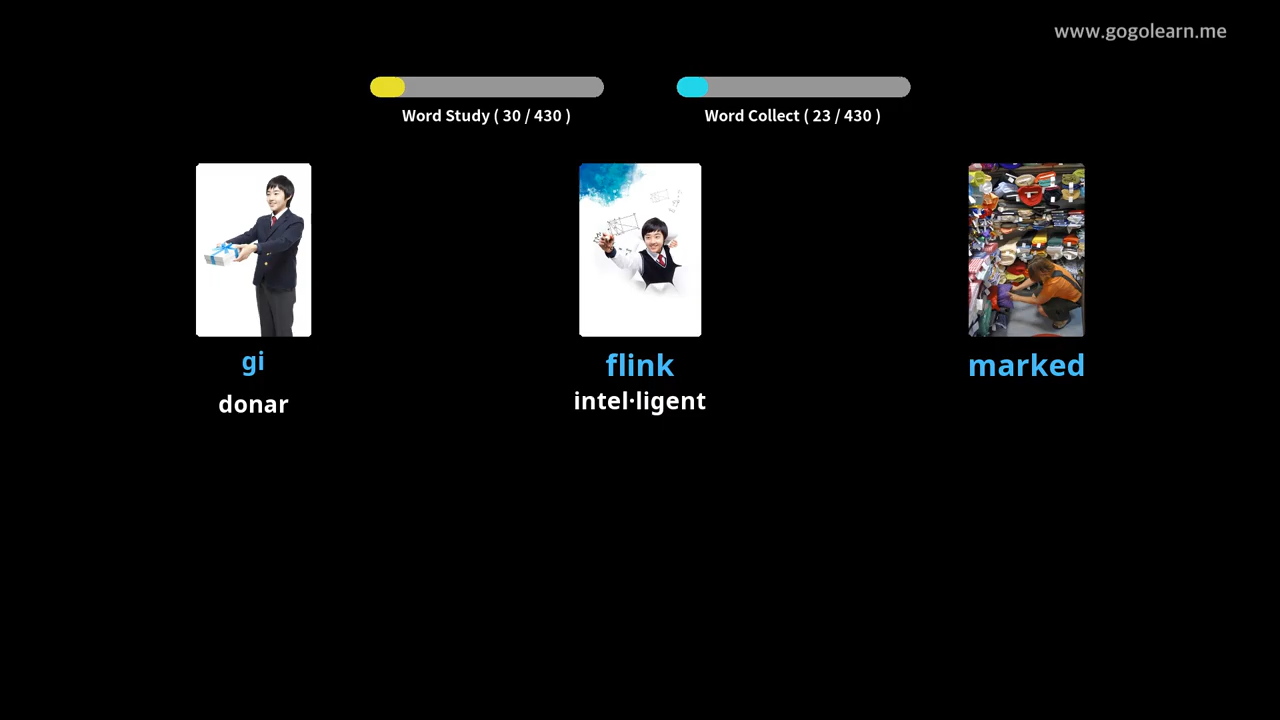 www.gogolearn.me
Word Study ( 30 / 430 )
Word Collect ( 23 / 430 )
gi
donar
flink
intel·ligent
marked